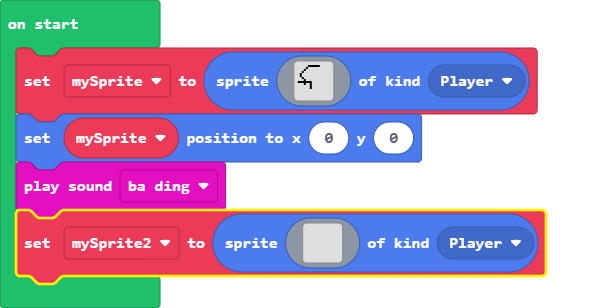 on start
set mySprite to sprite of kind Player
set mySprite position to x 0 y 0
play sound ba ding
set mySprite2 to sprite of kind Player